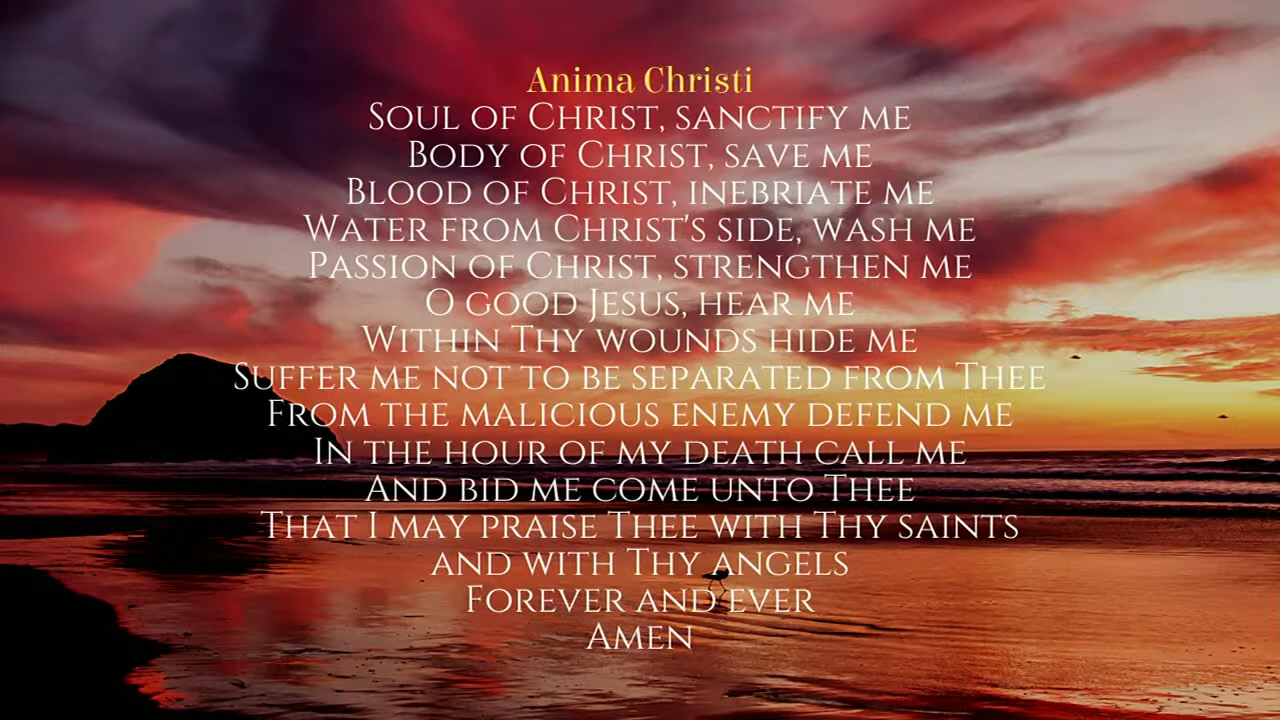 Anima Christi
Soul of Christ, sanctify me
Body of Christ, save me
Blood of Christ, inebriate me
Water from Christ's side, wash me
Passion of Christ, strengthen me
O good Jesus, hear me
Within Thy wounds hide me
Suffer me not to be separated from Thee
From the malicious enemy defend me
In the hour of my death call me
And bid me come unto Thee
That I may praise Thee with Thy saints
and with Thy angels
Forever and ever
Amen